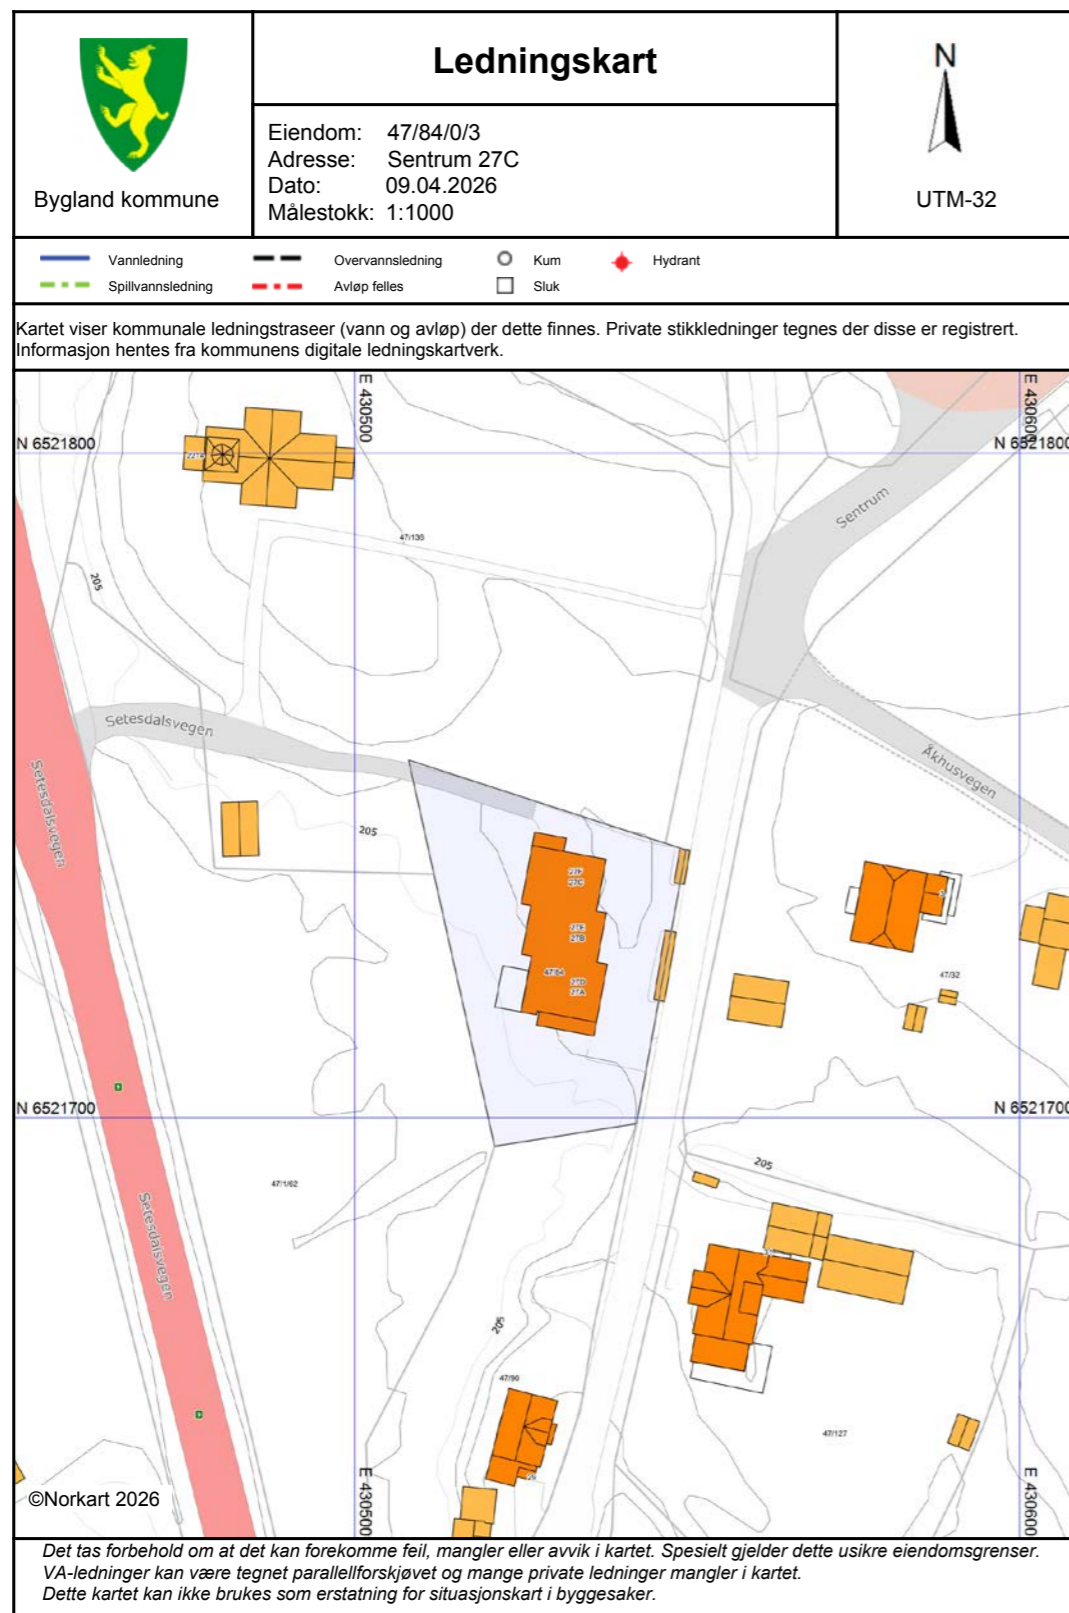 Ledningskart
N
Bygland kommune
Eiendom: 47/84/0/3
Adresse: Sentrum 27C
Dato: 09.04.2026
Målestokk: 1:1000
UTM-32
Vannledning
Overvannsledning
Kum
Hydrant
Spillvannsledning
Avløp felles
Sluk
Kartet viser kommunale ledningstraseer (vann og avløp) der dette finnes. Private stikkledninger tegnes der disse er registrert.
Informasjon hentes fra kommunens digitale ledningskartverk.
E 430500
E 430600
N 6521800
N 6521800
Sentrum
47/136
205
Setesdalsvegen
Åkhusvegen
Setesdalsvegen
205
27F
27C
27E
27B
47/84
27D
27A
47/32
N 6521700
N 6521700
205
47/1/62
Setesdalsvegen
205
47/90
47/127
E 430500
E 430600
©Norkart 2026
Det tas forbehold om at det kan forekomme feil, mangler eller avvik i kartet. Spesielt gjelder dette usikre eiendomsgrenser.
VA-ledninger kan være tegnet parallellforskjøvet og mange private ledninger mangler i kartet.
Dette kartet kan ikke brukes som erstatning for situasjonskart i byggesaker.